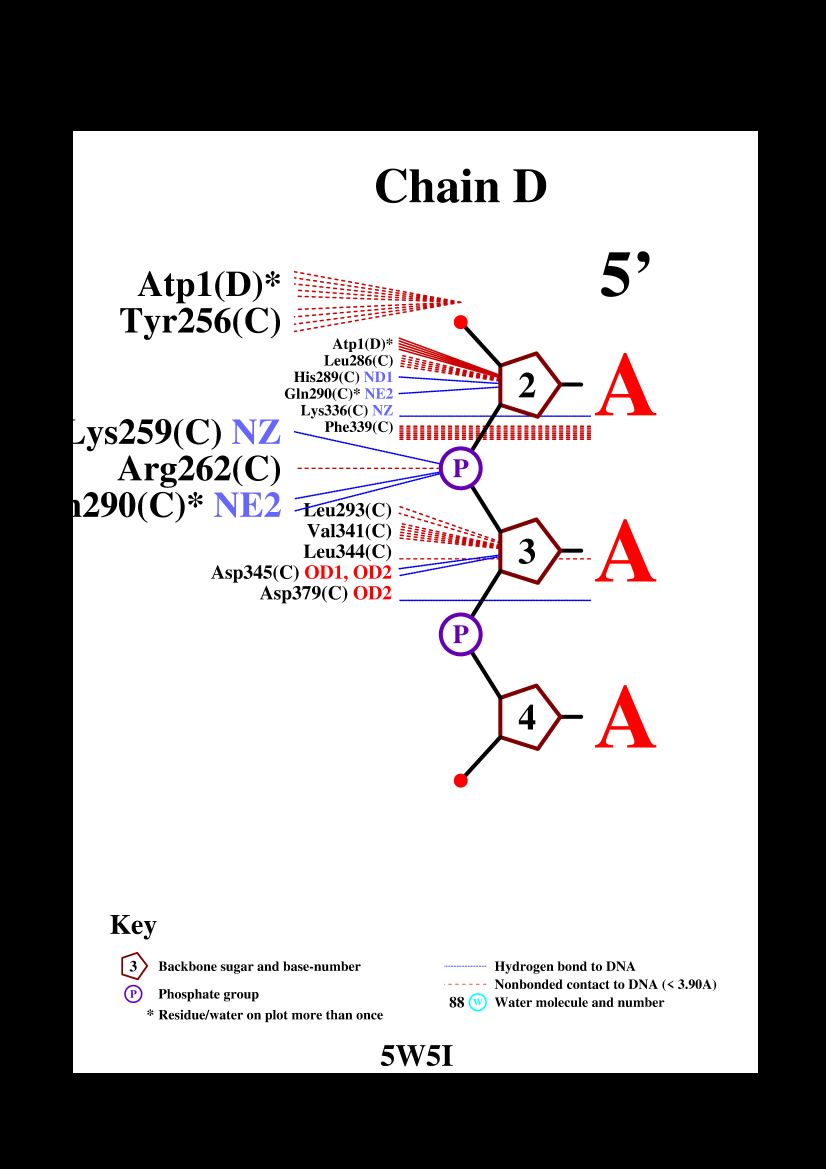 Chain D
5’
Atp1(D)*
Tyr256(C)
Atp1(D)*
Leu286(C)
His289(C) ND1
Gln290(C)* NE2
Lys336(C) NZ
Phe339(C)
2
A
Lys259(C) NZ
Arg262(C)
n290(C)* NE2
P
Leu293(C)
Val341(C)
Leu344(C)
Asp345(C) OD1, OD2
Asp379(C) OD2
3
A
P
4
A
Key
3 Backbone sugar and base-number
P Phosphate group
* Residue/water on plot more than once
Hydrogen bond to DNA
Nonbonded contact to DNA (< 3.90A)
88 W Water molecule and number
5W5I